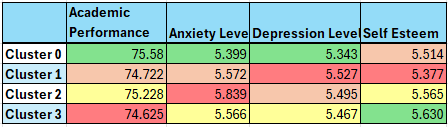 Academic Performance Anxiety Leve Depression Level Self Esteem
Cluster 0 75.58 5.399 5.343 5.514
Cluster 1 74.722 5.572 5.527 5.377
Cluster 2 75.228 5.839 5.495 5.565
Cluster 3 74.625 5.566 5.467 5.630